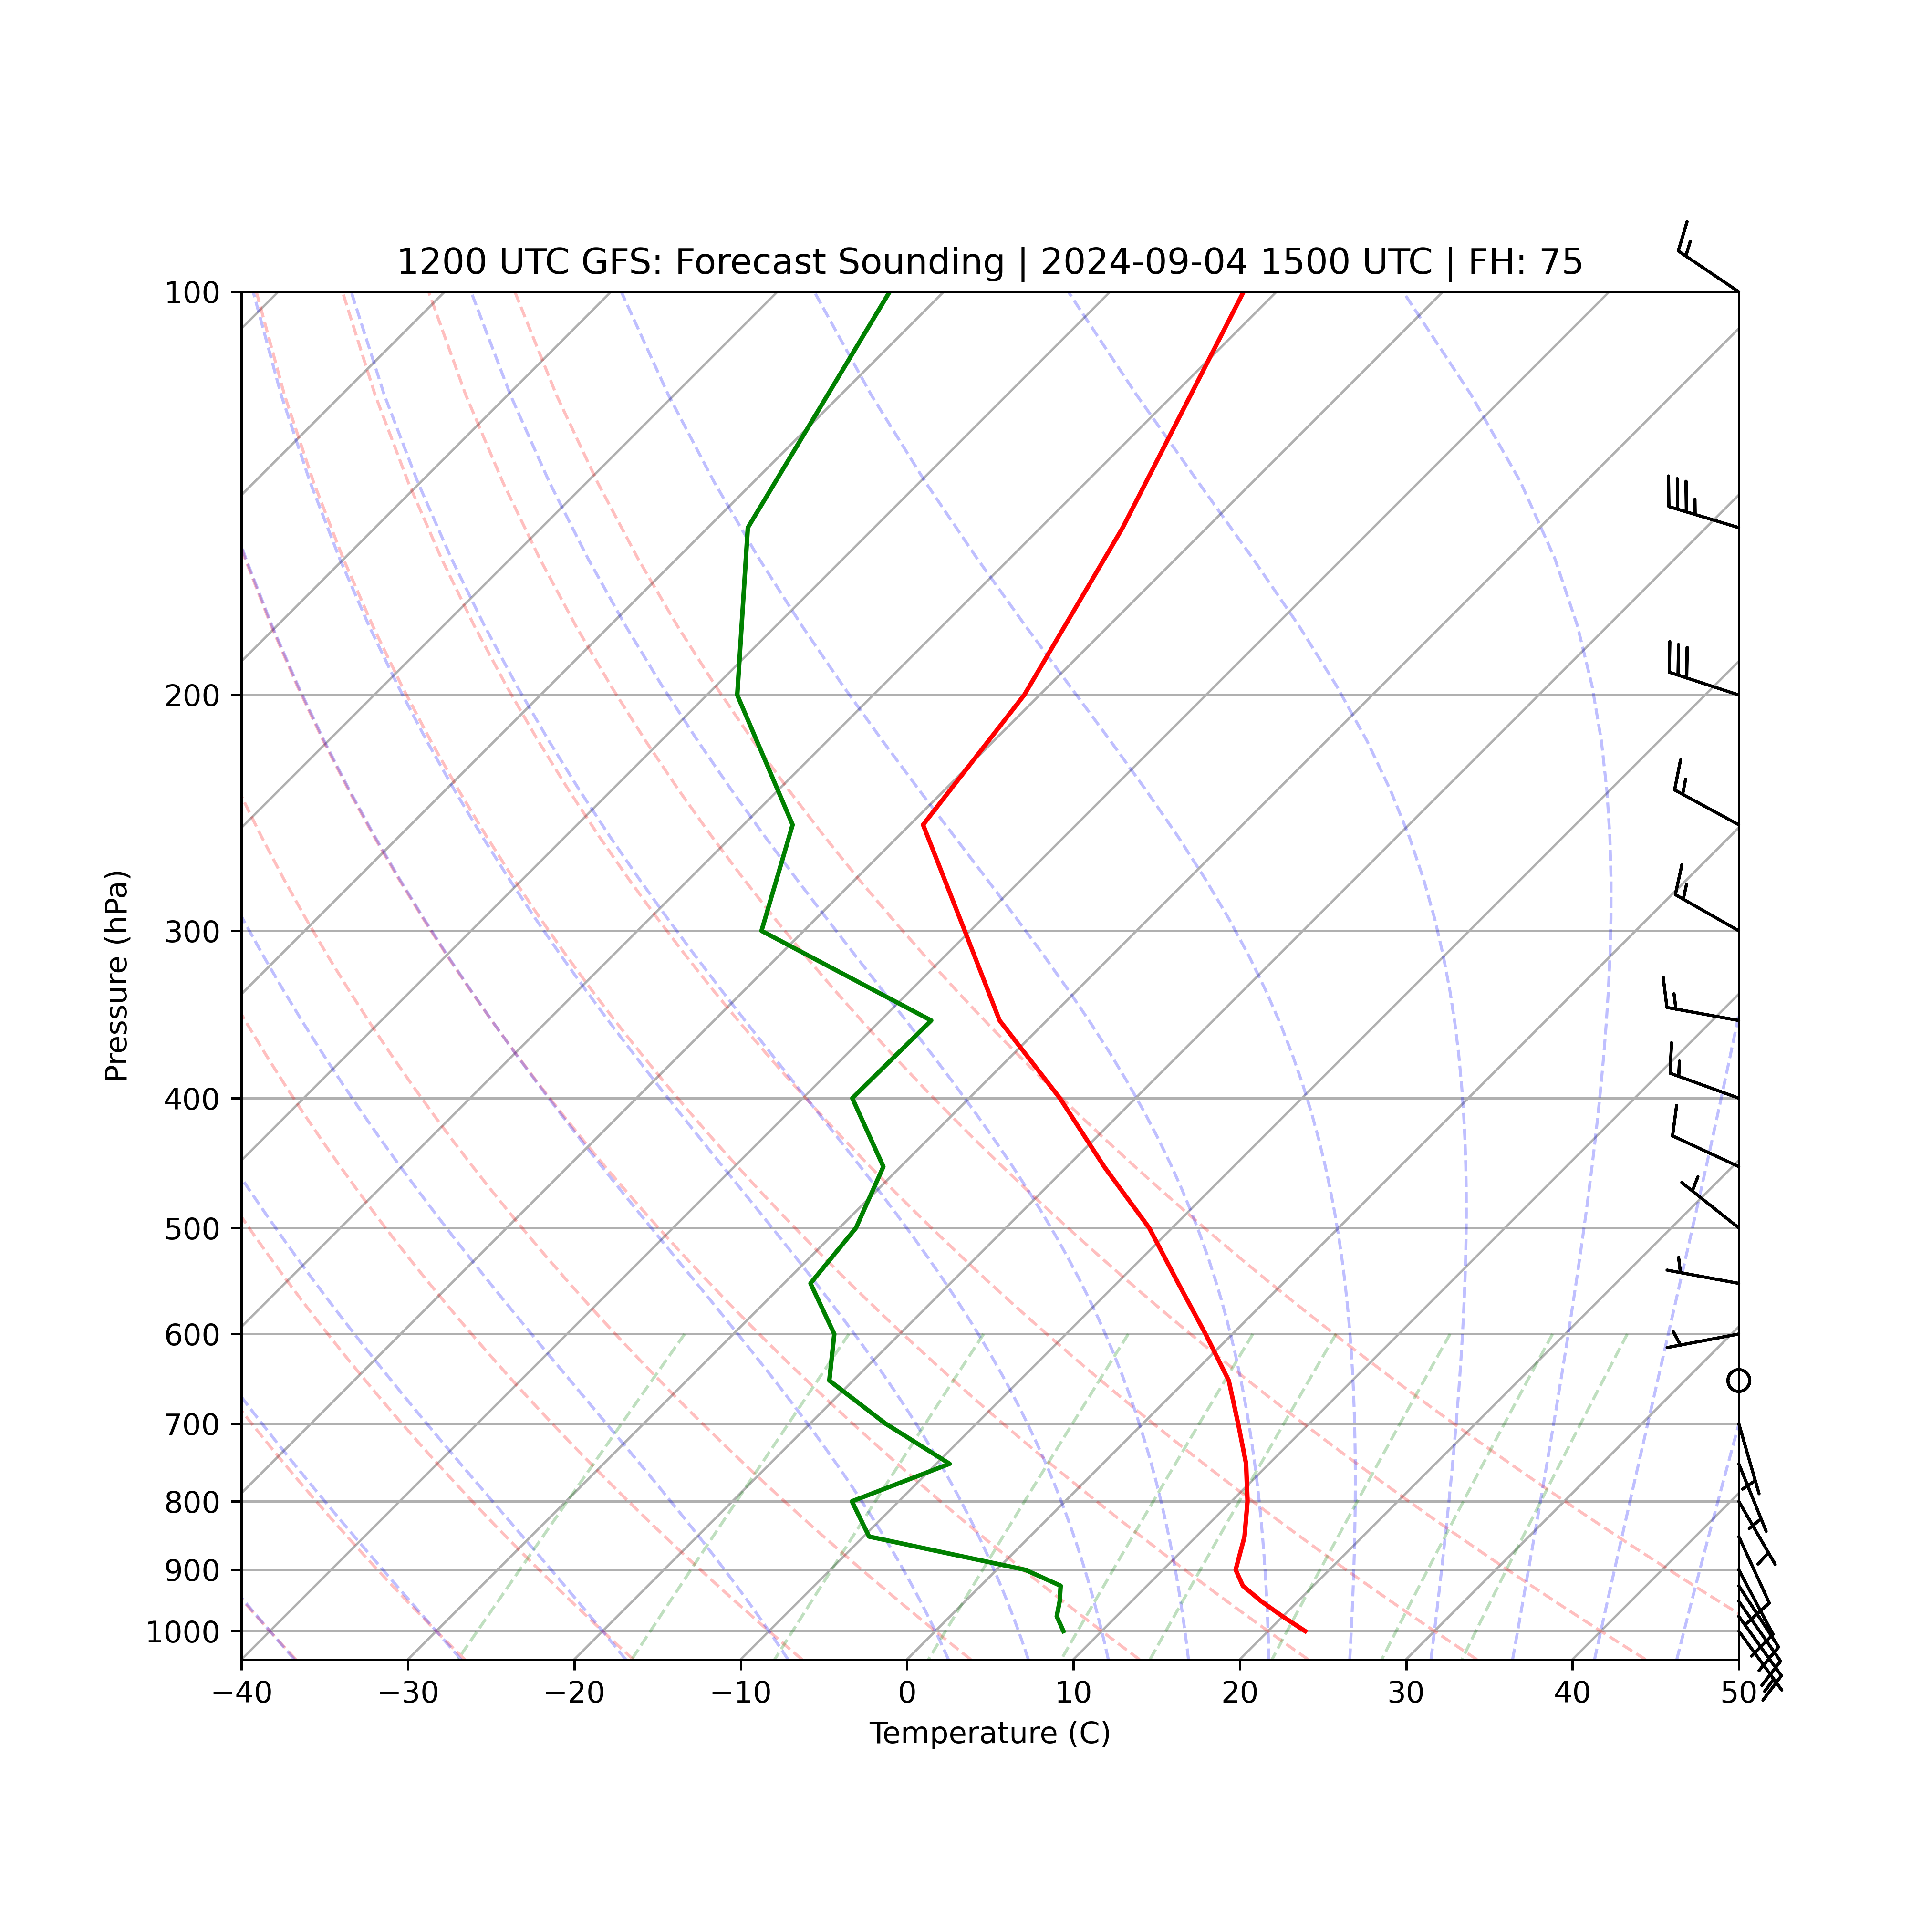 1200 UTC GFS: Forecast Sounding | 2024-09-04 1500 UTC | FH: 75
100
200
300
400
500
600
700
800
900
1000
Pressure (hPa)
−40 −30 −20 −10 0 10 20 30 40 50
Temperature (C)